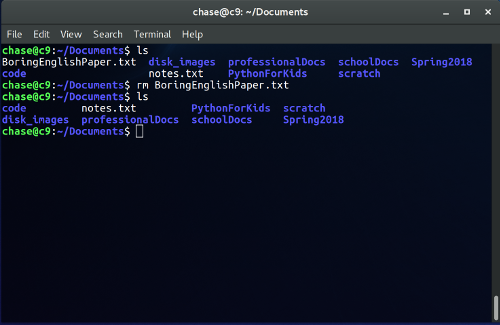 chase@c9:~/Documents
File Edit View Search Terminal Help
chase@c9:~/Documents$ ls
BoringEnglishPaper.txt disk_images professionalDocs schoolDocs Spring2018
code notes.txt PythonForKids scratch
chase@c9:~/Documents$ rm BoringEnglishPaper.txt
chase@c9:~/Documents$ ls
code notes.txt PythonForKids scratch
disk_images professionalDocs schoolDocs Spring2018
chase@c9:~/Documents$